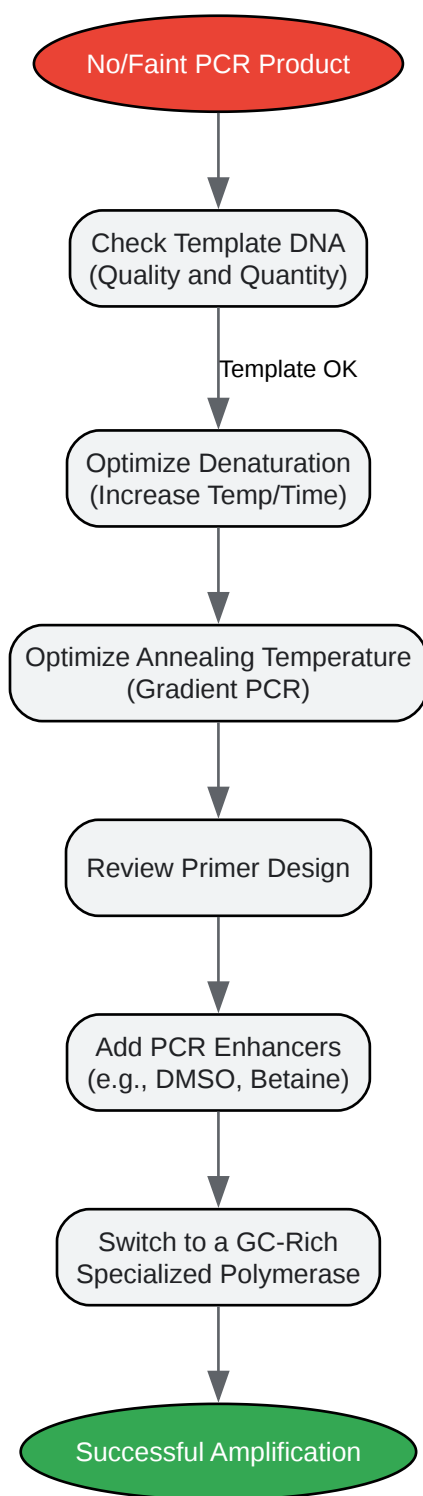 No/Faint PCR Product
Check Template DNA
(Quality and Quantity)
Template OK
Optimize Denaturation
(Increase Temp/Time)
Optimize Annealing Temperature
(Gradient PCR)
Review Primer Design
Add PCR Enhancers
(e.g., DMSO, Betaine)
Switch to a GC-Rich
Specialized Polymerase
Successful Amplification